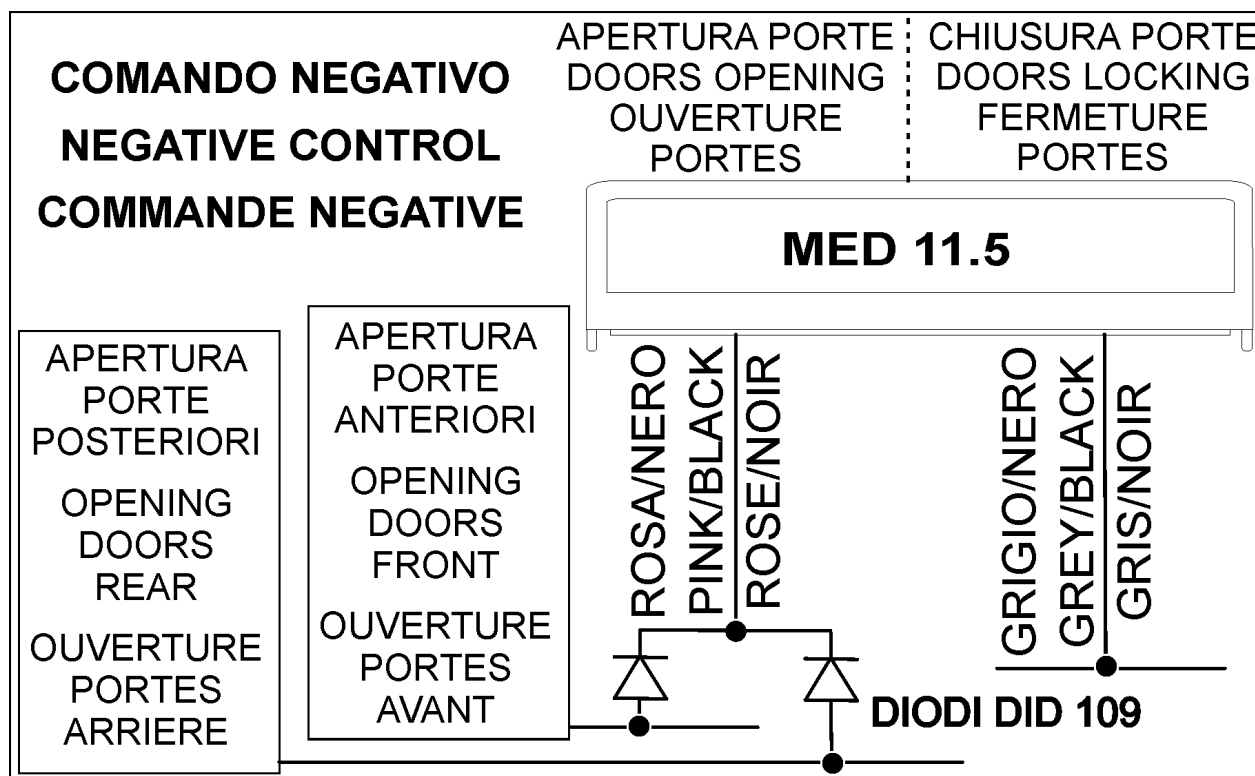 COMANDO NEGATIVO
NEGATIVE CONTROL
COMMANDE NEGATIVE
APERTURA PORTE
DOORS OPENING
OUVERTURE
PORTES
CHIUSURA PORTE
DOORS LOCKING
FERMETURE
PORTES
MED 11.5
APERTURA
PORTE
POSTERIORI
OPENING
DOORS
REAR
OUVERTURE
PORTES
ARRIERE
APERTURA
PORTE
ANTERIORI
OPENING
DOORS
FRONT
OUVERTURE
PORTES
AVANT
ROSA/NERO
PINK/BLACK
ROSE/NOIR
GRIGIO/NERO
GREY/BLACK
GRIS/NOIR
DIODI DID 109